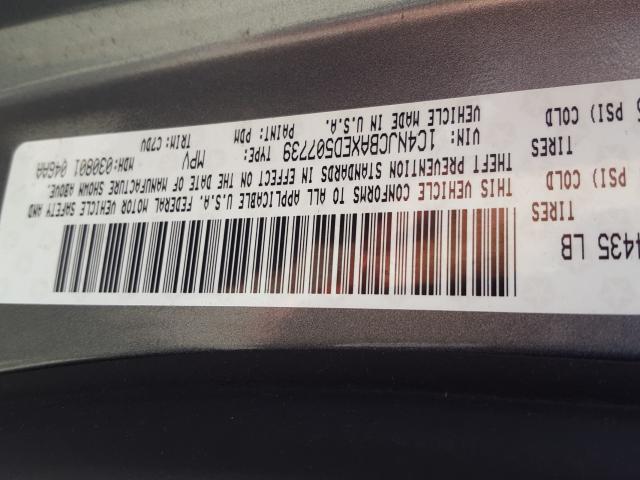 4435 LB
TIRES
PSI) COLD
TIRES
PSI) COLD
THIS VEHICLE CONFORMS TO ALL APPLICABLE U.S.A. FEDERAL MOTOR VEHICLE SAFETY AND
THEFT PREVENTION STANDARDS IN EFFECT ON THE DATE OF MANUFACTURE SHOWN ABOVE.
VIN: 1C4NJCBAXED507739 TYPE: MPV MDH:030801 046AA
VEHICLE MADE IN U.S.A. PAINT: PDM TRIM: C7DV